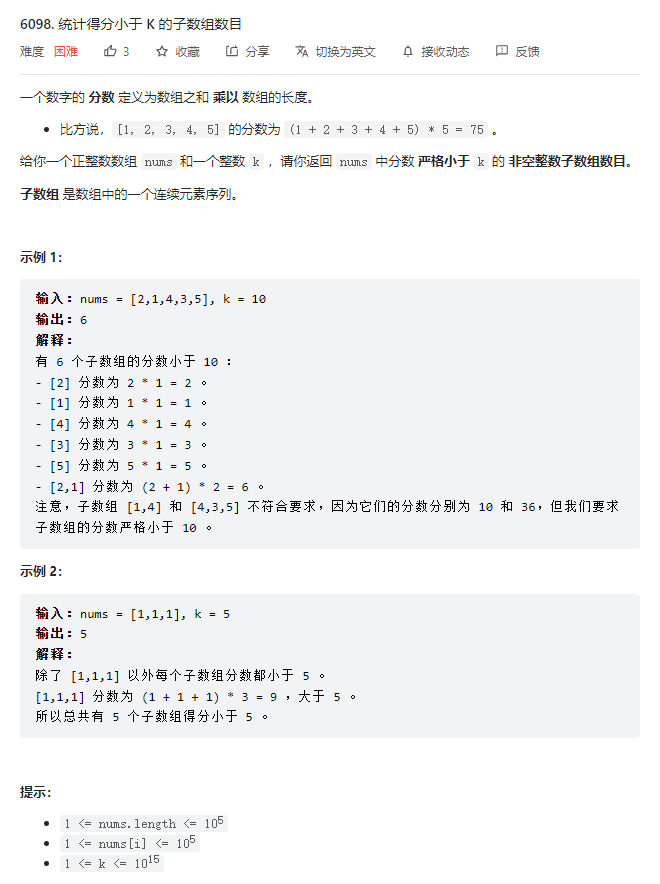 6098. 统计得分小于 K 的子数组数目
难度 困难 3 收藏 分享 切换为英文 接收动态 反馈
一个数字的 分数 定义为数组之和 乘以 数组的长度。
• 比方说, [1, 2, 3, 4, 5] 的分数为 (1 + 2 + 3 + 4 + 5) * 5 = 75 。
给你一个正整数数组 nums 和一个整数 k ,请你返回 nums 中分数 严格小于 k 的 非空整数子数组数目。
子数组 是数组中的一个连续元素序列。
示例 1:
输入:nums = [2,1,4,3,5], k = 10
输出:6
解释:
有 6 个子数组的分数小于 10 :
- [2] 分数为 2 * 1 = 2 。
- [1] 分数为 1 * 1 = 1 。
- [4] 分数为 4 * 1 = 4 。
- [3] 分数为 3 * 1 = 3 。
- [5] 分数为 5 * 1 = 5 。
- [2,1] 分数为 (2 + 1) * 2 = 6 。
注意,子数组 [1,4] 和 [4,3,5] 不符合要求,因为它们的分数分别为 10 和 36,但我们要求
子数组的分数严格小于 10 。
示例 2:
输入:nums = [1,1,1], k = 5
输出:5
解释:
除了 [1,1,1] 以外每个子数组分数都小于 5 。
[1,1,1] 分数为 (1 + 1 + 1) * 3 = 9 ,大于 5 。
所以总共有 5 个子数组得分小于 5 。
提示:
• 1 <= nums.length <= 10⁵
• 1 <= nums[i] <= 10⁵
• 1 <= k <= 10¹⁵